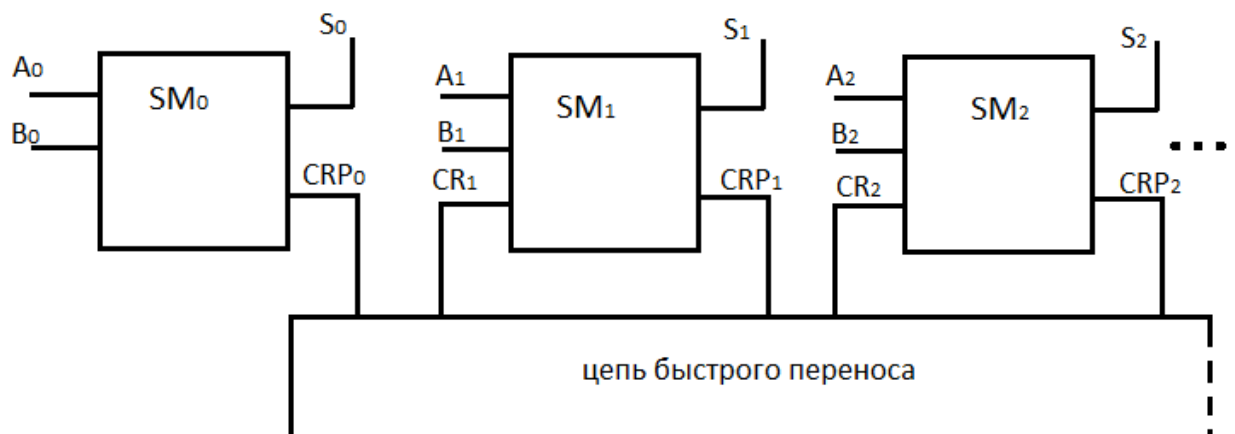 A₀
B₀
SM₀
S₀
CRP₀
A₁
B₁
CR₁
SM₁
S₁
CRP₁
A₂
B₂
CR₂
SM₂
S₂
CRP₂
...
цепь быстрого переноса